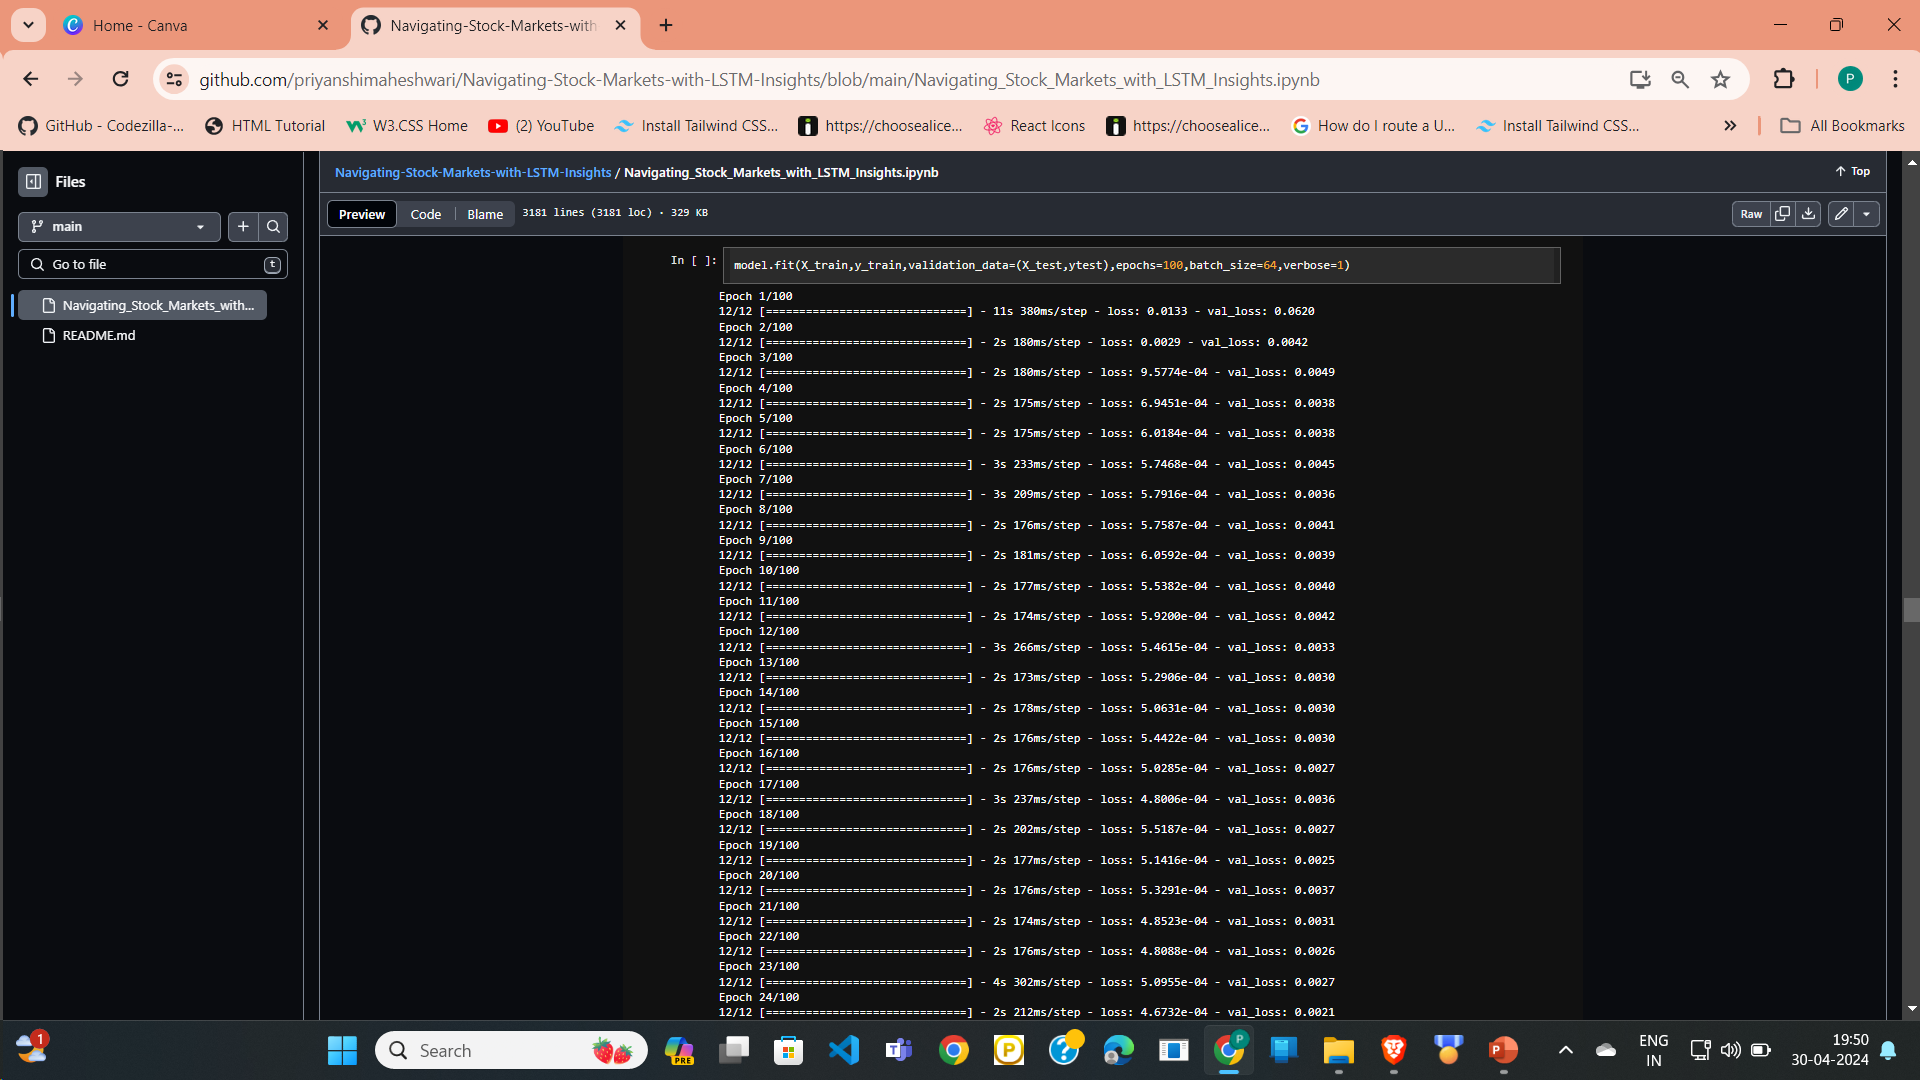 Home - Canva
Navigating-Stock-Markets-with
github.com/priyanshimaheshwari/Navigating-Stock-Markets-with-LSTM-Insights/blob/main/Navigating_Stock_Markets_with_LSTM_Insights.ipynb
P
GitHub - Codezilla-...
HTML Tutorial
W3.CSS Home
(2) YouTube
Install Tailwind CSS...
https://choosealice...
React Icons
https://choosealice...
How do I route a U...
Install Tailwind CSS...
All Bookmarks
Files
Navigating-Stock-Markets-with-LSTM-Insights / Navigating_Stock_Markets_with_LSTM_Insights.ipynb
Top
main
Preview
Code
Blame
3181 lines (3181 loc) · 329 KB
Raw
Go to file
t
Navigating_Stock_Markets_with...
README.md
In [ ]:
model.fit(X_train,y_train,validation_data=(X_test,ytest),epochs=100,batch_size=64,verbose=1)
Epoch 1/100
12/12 [==============================] - 11s 380ms/step - loss: 0.0133 - val_loss: 0.0620
Epoch 2/100
12/12 [==============================] - 2s 180ms/step - loss: 0.0029 - val_loss: 0.0042
Epoch 3/100
12/12 [==============================] - 2s 180ms/step - loss: 9.5774e-04 - val_loss: 0.0049
Epoch 4/100
12/12 [==============================] - 2s 175ms/step - loss: 6.9451e-04 - val_loss: 0.0038
Epoch 5/100
12/12 [==============================] - 2s 175ms/step - loss: 6.0184e-04 - val_loss: 0.0038
Epoch 6/100
12/12 [==============================] - 3s 233ms/step - loss: 5.7468e-04 - val_loss: 0.0045
Epoch 7/100
12/12 [==============================] - 3s 209ms/step - loss: 5.7916e-04 - val_loss: 0.0036
Epoch 8/100
12/12 [==============================] - 2s 176ms/step - loss: 5.7587e-04 - val_loss: 0.0041
Epoch 9/100
12/12 [==============================] - 2s 181ms/step - loss: 6.0592e-04 - val_loss: 0.0039
Epoch 10/100
12/12 [==============================] - 2s 177ms/step - loss: 5.5382e-04 - val_loss: 0.0040
Epoch 11/100
12/12 [==============================] - 2s 174ms/step - loss: 5.9200e-04 - val_loss: 0.0042
Epoch 12/100
12/12 [==============================] - 3s 266ms/step - loss: 5.4615e-04 - val_loss: 0.0033
Epoch 13/100
12/12 [==============================] - 2s 173ms/step - loss: 5.2906e-04 - val_loss: 0.0030
Epoch 14/100
12/12 [==============================] - 2s 178ms/step - loss: 5.0631e-04 - val_loss: 0.0030
Epoch 15/100
12/12 [==============================] - 2s 176ms/step - loss: 5.4422e-04 - val_loss: 0.0030
Epoch 16/100
12/12 [==============================] - 2s 176ms/step - loss: 5.0285e-04 - val_loss: 0.0027
Epoch 17/100
12/12 [==============================] - 3s 237ms/step - loss: 4.8006e-04 - val_loss: 0.0036
Epoch 18/100
12/12 [==============================] - 2s 202ms/step - loss: 5.5187e-04 - val_loss: 0.0027
Epoch 19/100
12/12 [==============================] - 2s 177ms/step - loss: 5.1416e-04 - val_loss: 0.0025
Epoch 20/100
12/12 [==============================] - 2s 176ms/step - loss: 5.3291e-04 - val_loss: 0.0037
Epoch 21/100
12/12 [==============================] - 2s 174ms/step - loss: 4.8523e-04 - val_loss: 0.0031
Epoch 22/100
12/12 [==============================] - 2s 176ms/step - loss: 4.8088e-04 - val_loss: 0.0026
Epoch 23/100
12/12 [==============================] - 4s 302ms/step - loss: 5.0955e-04 - val_loss: 0.0027
Epoch 24/100
12/12 [==============================] - 2s 212ms/step - loss: 4.6732e-04 - val_loss: 0.0021
1
Search
PRE
P
P
P
ENG
IN
19:50
30-04-2024